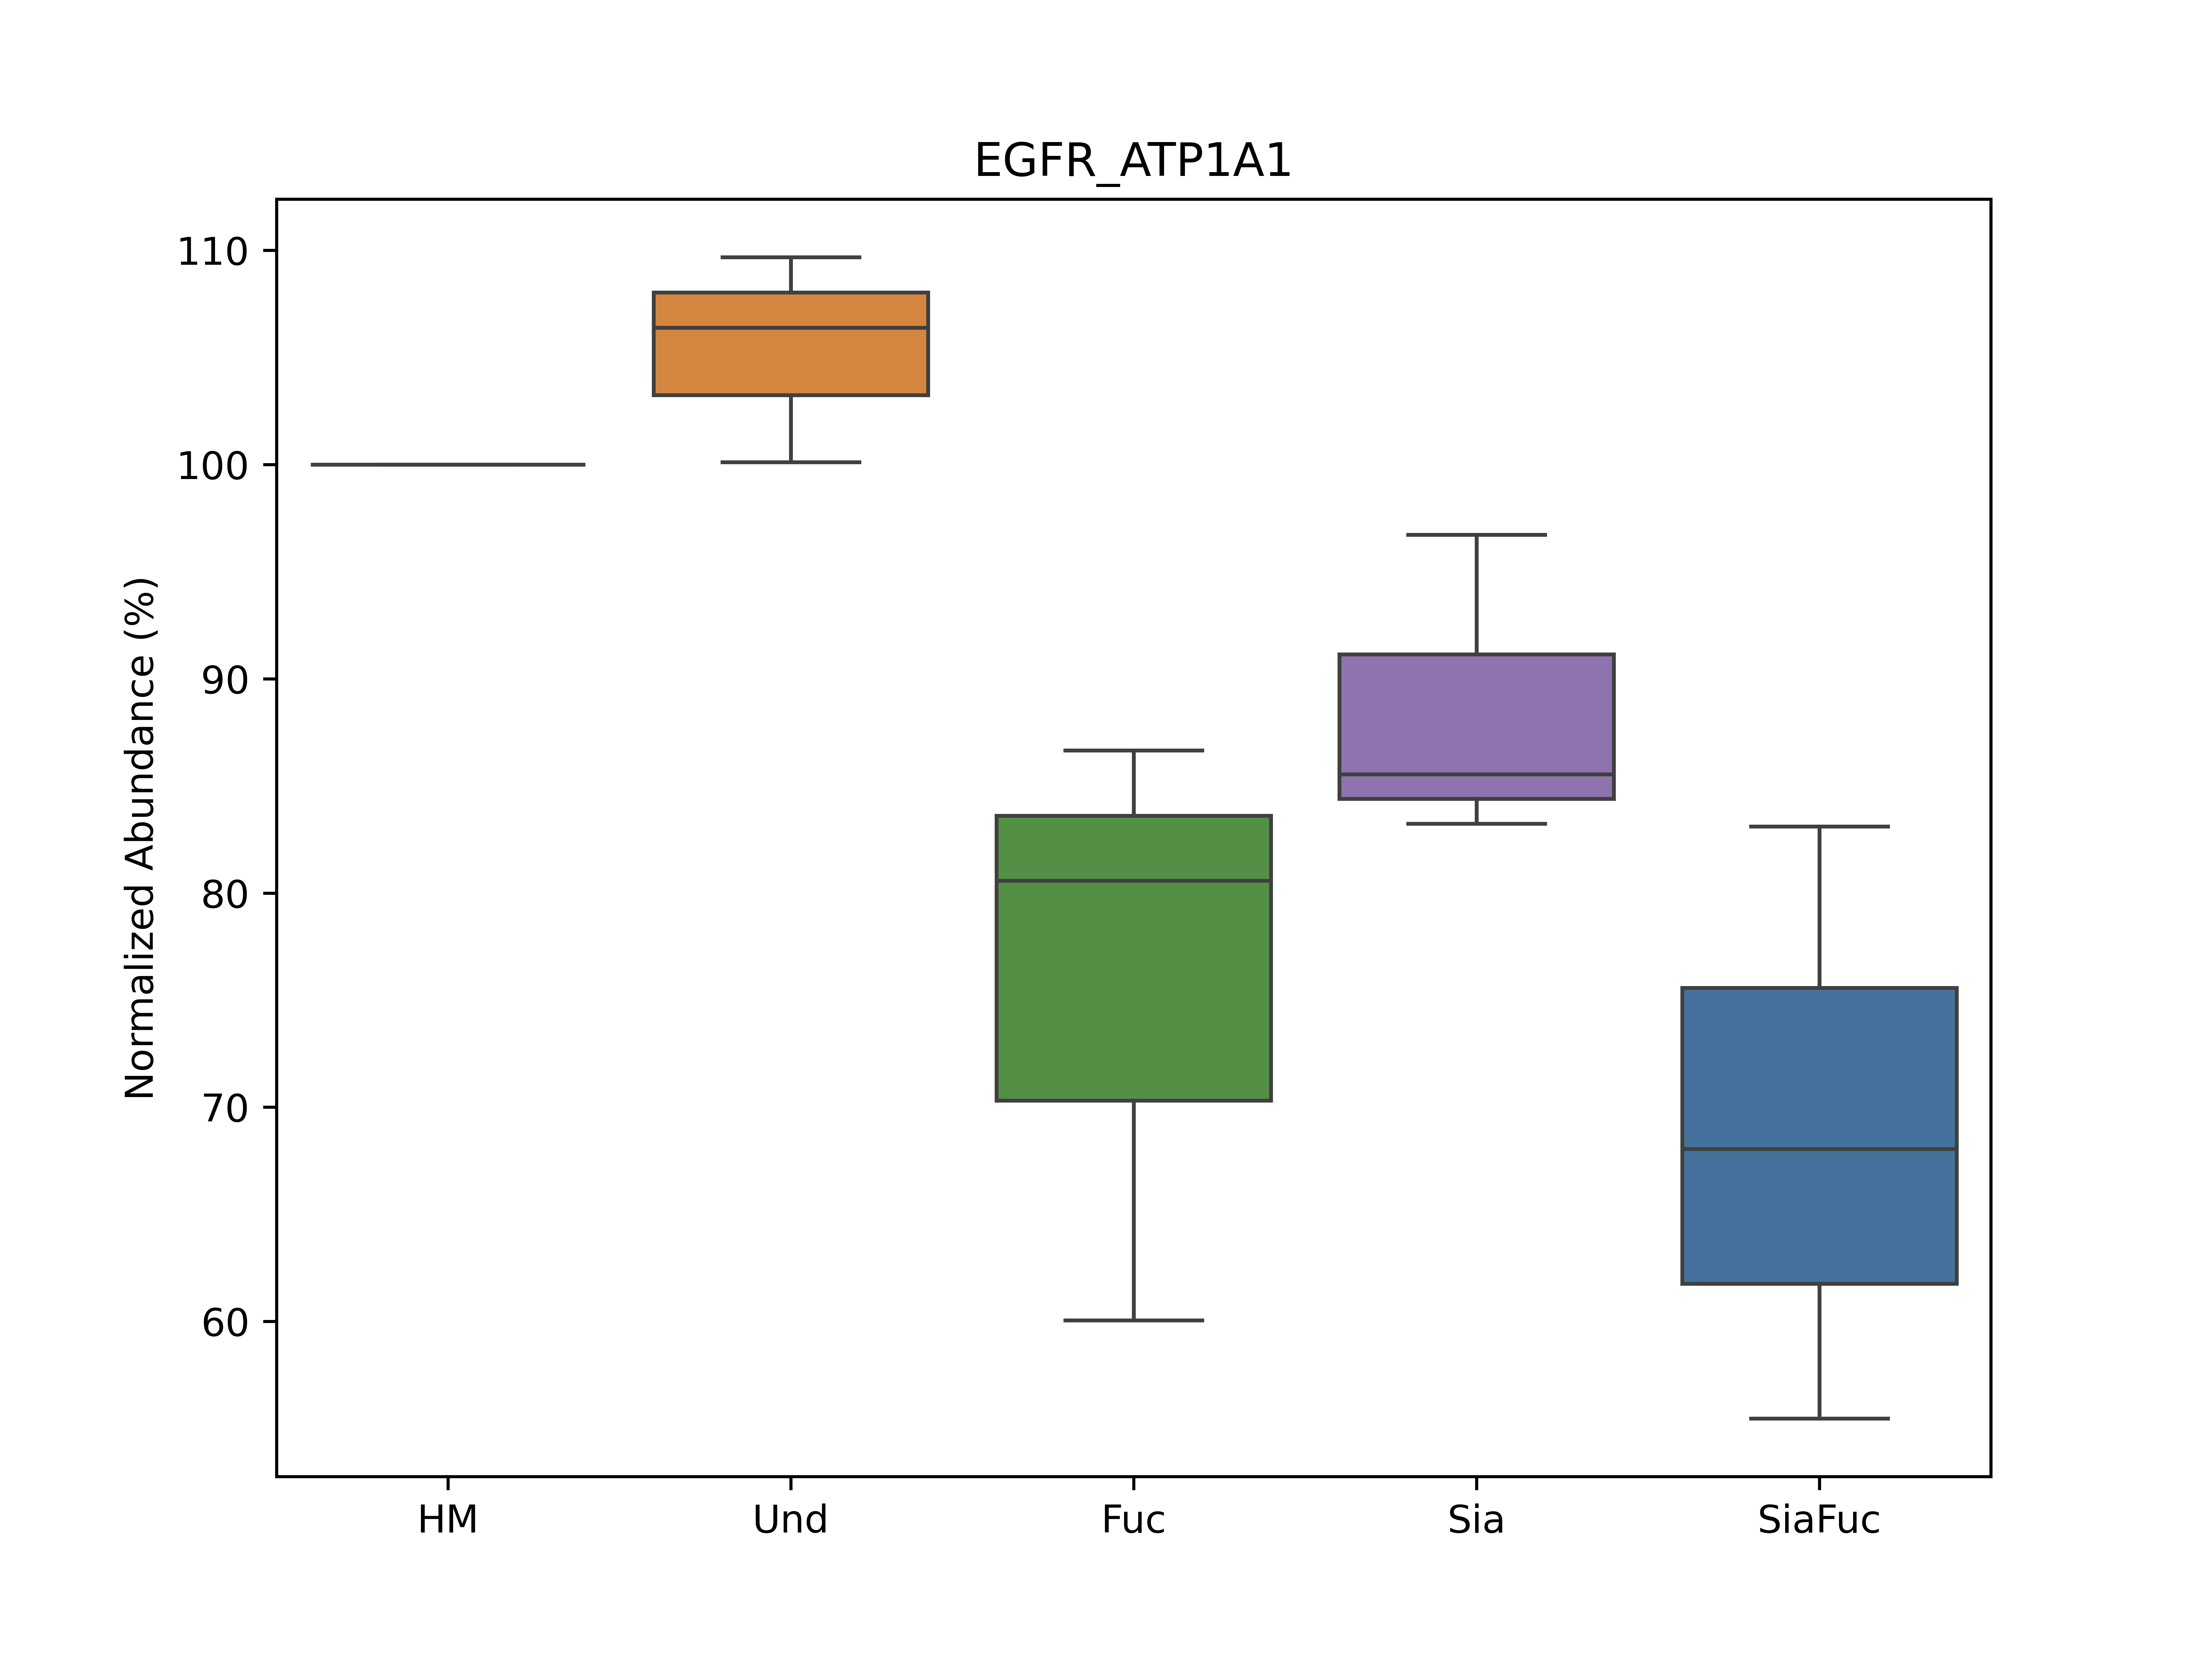 EGFR_ATP1A1
Normalized Abundance (%)
110
100
90
80
70
60
HM
Und
Fuc
Sia
SiaFuc